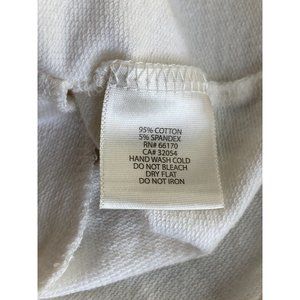 95% COTTON
5% SPANDEX
RN# 66170
CA# 32054
HAND WASH COLD
DO NOT BLEACH
DRY FLAT
DO NOT IRON